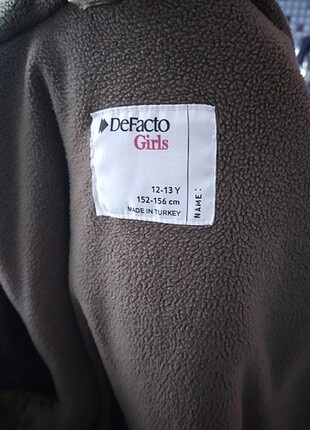 DeFacto
Girls
12-13 Y
152-156 cm
MADE IN TURKEY
NAME: